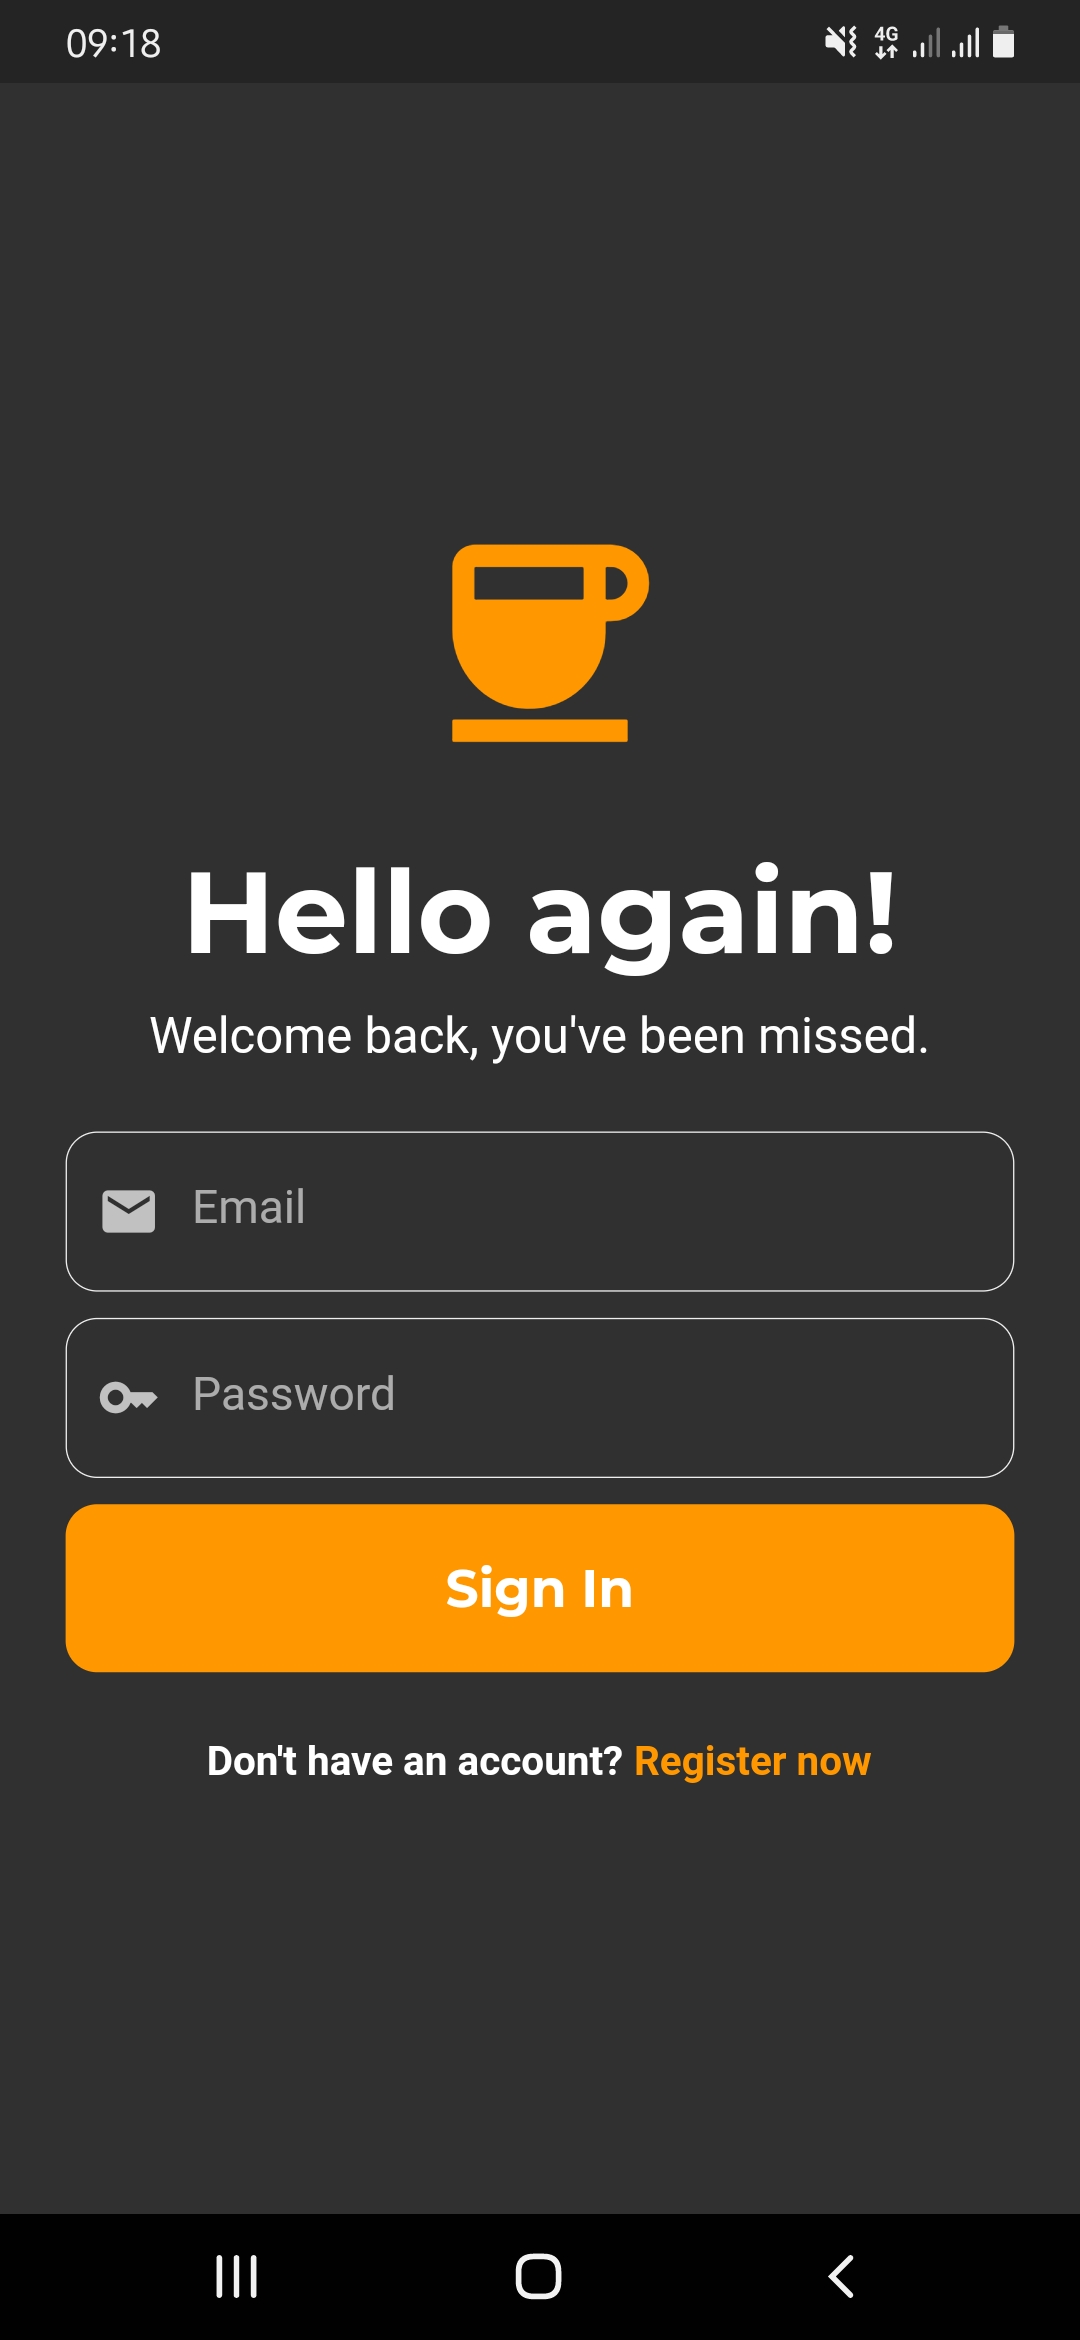 09:18
4G
Hello again!
Welcome back, you've been missed.
Email
Password
Sign In
Don't have an account? Register now